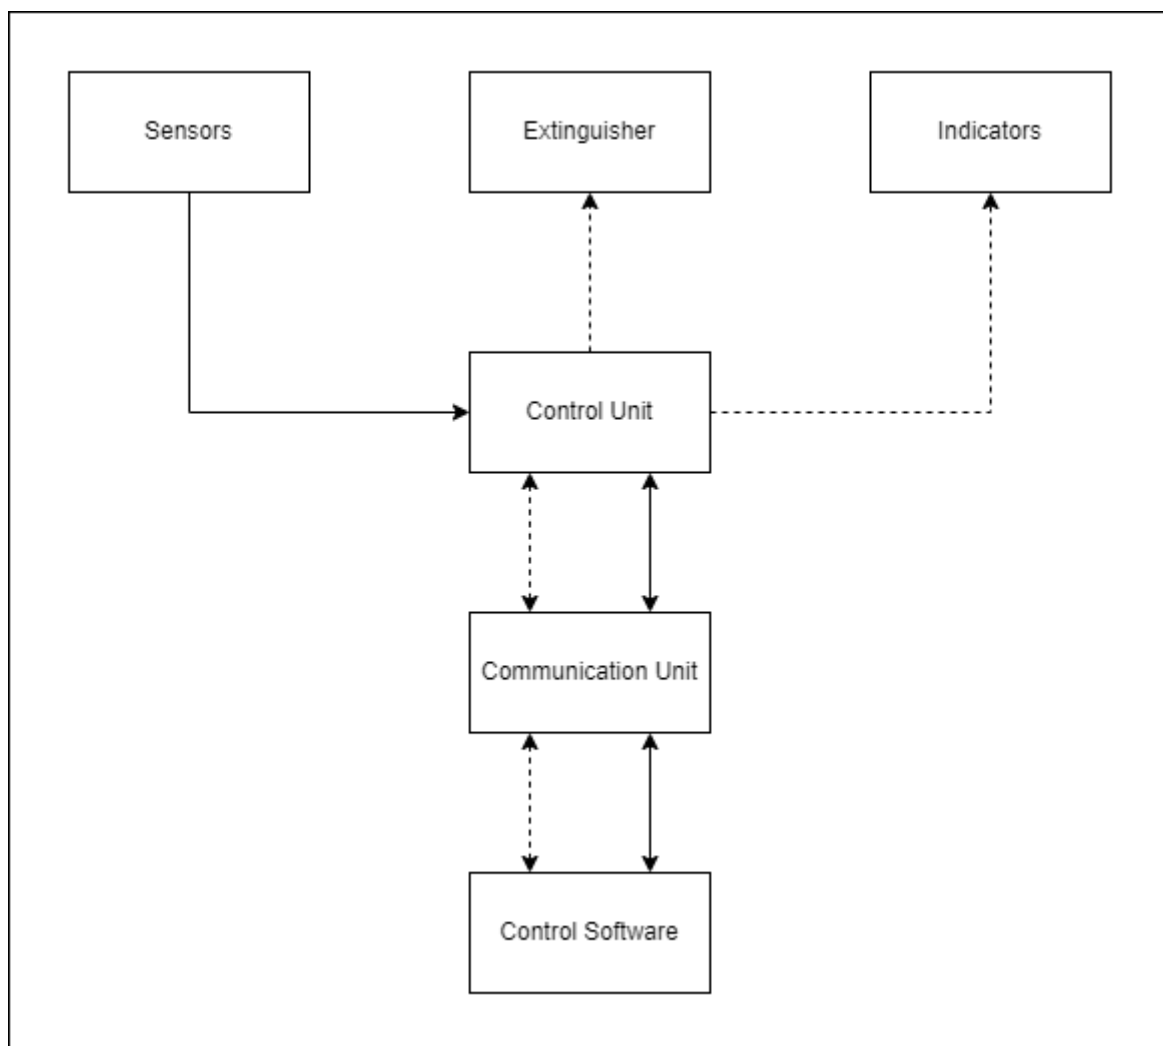 Sensors
Extinguisher
Indicators
Control Unit
Communication Unit
Control Software